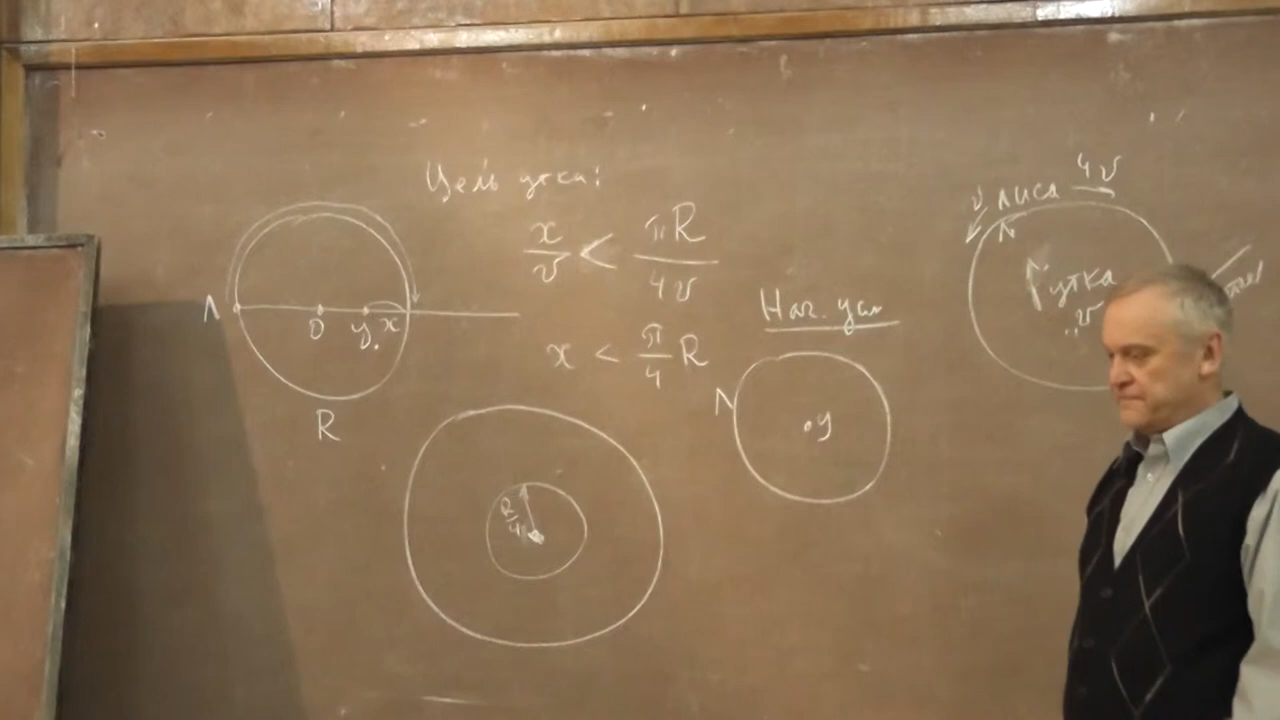 Цель утки:
x/v < πR/4v
x < π/4 R
Л
О
У
x
R
R/4
Нач. усл
Л
У
лиса 4v
Л
утка
v